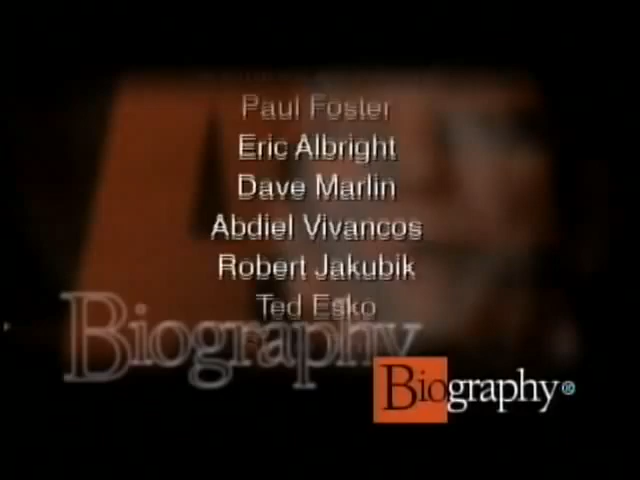 Paul Foster
Eric Albright
Dave Marlin
Abdiel Vivancos
Robert Jakubik
Ted Esko
Biography
Biography®